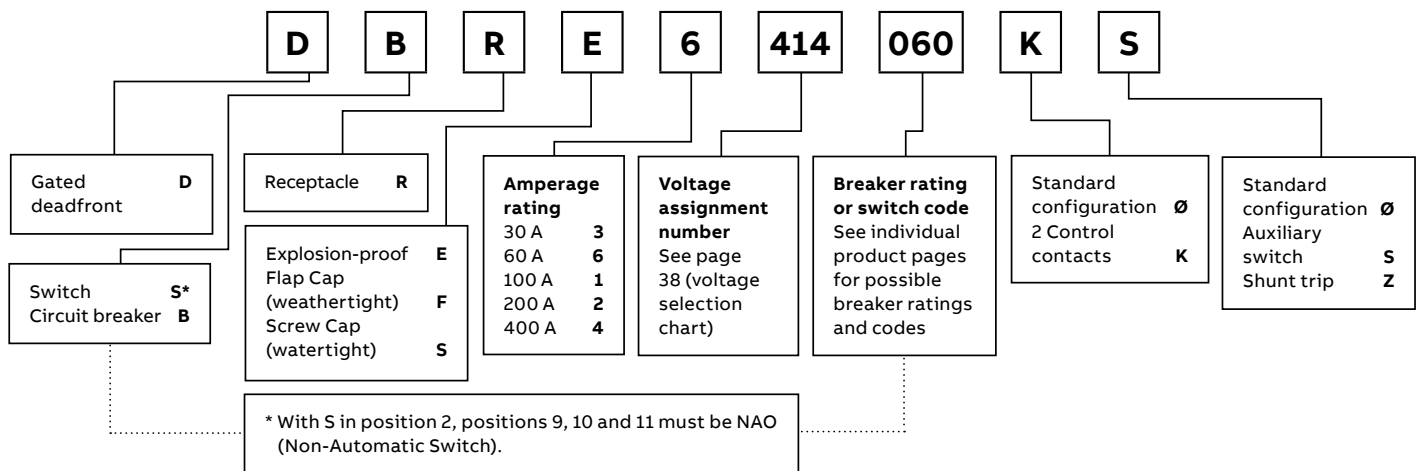 D B R E 6 414 060 K S
Gated D
deadfront
Switch S*
Circuit breaker B
Receptacle R
Explosion-proof E
Flap Cap
(weathertight) F
Screw Cap
(watertight) S
Amperage
rating
30 A 3
60 A 6
100 A 1
200 A 2
400 A 4
Voltage
assignment
number
See page
38 (voltage
selection
chart)
Breaker rating
or switch code
See individual
product pages
for possible
breaker ratings
and codes
Standard
configuration Ø
2 Control
contacts K
Standard
configuration Ø
Auxiliary
switch S
Shunt trip Z
* With S in position 2, positions 9, 10 and 11 must be NAO
(Non-Automatic Switch).